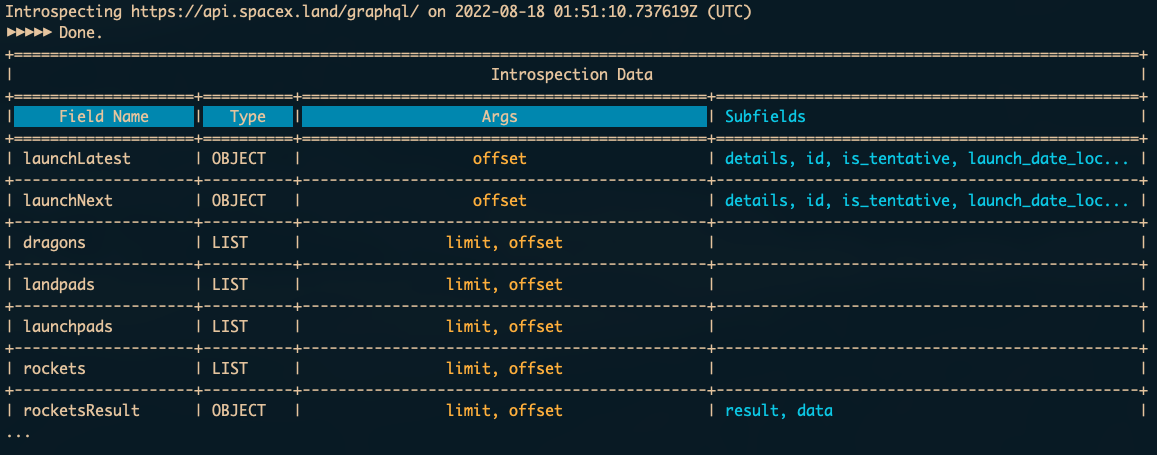 Introspecting https://api.spacex.land/graphql/ on 2022-08-18 01:51:10.737619Z (UTC)
▶▶▶▶▶ Done.
Introspection Data
| Field Name | Type | Args | Subfields |
| launchLatest | OBJECT | offset | details, id, is_tentative, launch_date_loc... |
| launchNext | OBJECT | offset | details, id, is_tentative, launch_date_loc... |
| dragons | LIST | limit, offset | |
| landpads | LIST | limit, offset | |
| launchpads | LIST | limit, offset | |
| rockets | LIST | limit, offset | |
| rocketsResult | OBJECT | limit, offset | result, data |
...